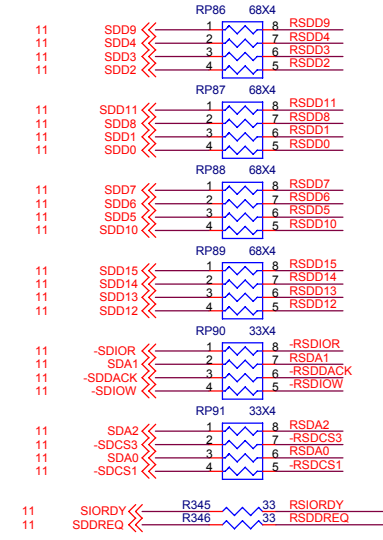 RP86 68X4
11 SDD9 1 8 RSDD9
11 SDD4 2 7 RSDD4
11 SDD3 3 6 RSDD3
11 SDD2 4 5 RSDD2
RP87 68X4
11 SDD11 1 8 RSDD11
11 SDD8 2 7 RSDD8
11 SDD1 3 6 RSDD1
11 SDD0 4 5 RSDD0
RP88 68X4
11 SDD7 1 8 RSDD7
11 SDD6 2 7 RSDD6
11 SDD5 3 6 RSDD5
11 SDD10 4 5 RSDD10
RP89 68X4
11 SDD15 1 8 RSDD15
11 SDD14 2 7 RSDD14
11 SDD13 3 6 RSDD13
11 SDD12 4 5 RSDD12
RP90 33X4
11 -SDIOR 1 8 -RSDIOR
11 SDA1 2 7 RSDA1
11 -SDDACK 3 6 -RSDDACK
11 -SDIOW 4 5 -RSDIOW
RP91 33X4
11 SDA2 1 8 RSDA2
11 -SDCS3 2 7 -RSDCS3
11 SDA0 3 6 RSDA0
11 -SDCS1 4 5 -RSDCS1
11 SIORDY R345 33 RSIORDY
11 SDDREQ R346 33 RSDDREQ